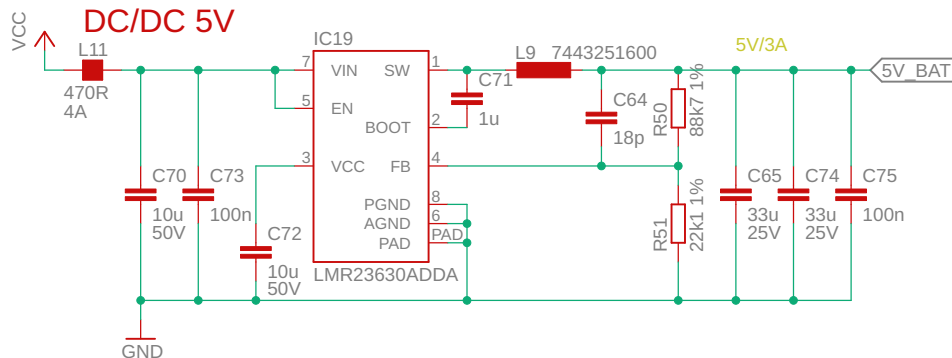 DC/DC 5V
VCC
L11
470R
4A
IC19
7
VIN
SW
1
5
EN
BOOT
2
3
VCC
FB
4
PGND
8
AGND
6
PAD
PAD
LMR23630ADDA
L9
7443251600
C71
1u
5V/3A
5V_BAT
C64
18p
R50
88k7 1%
R51
22k1 1%
C70
10u
50V
C73
100n
C72
10u
50V
C65
33u
25V
C74
33u
25V
C75
100n
GND